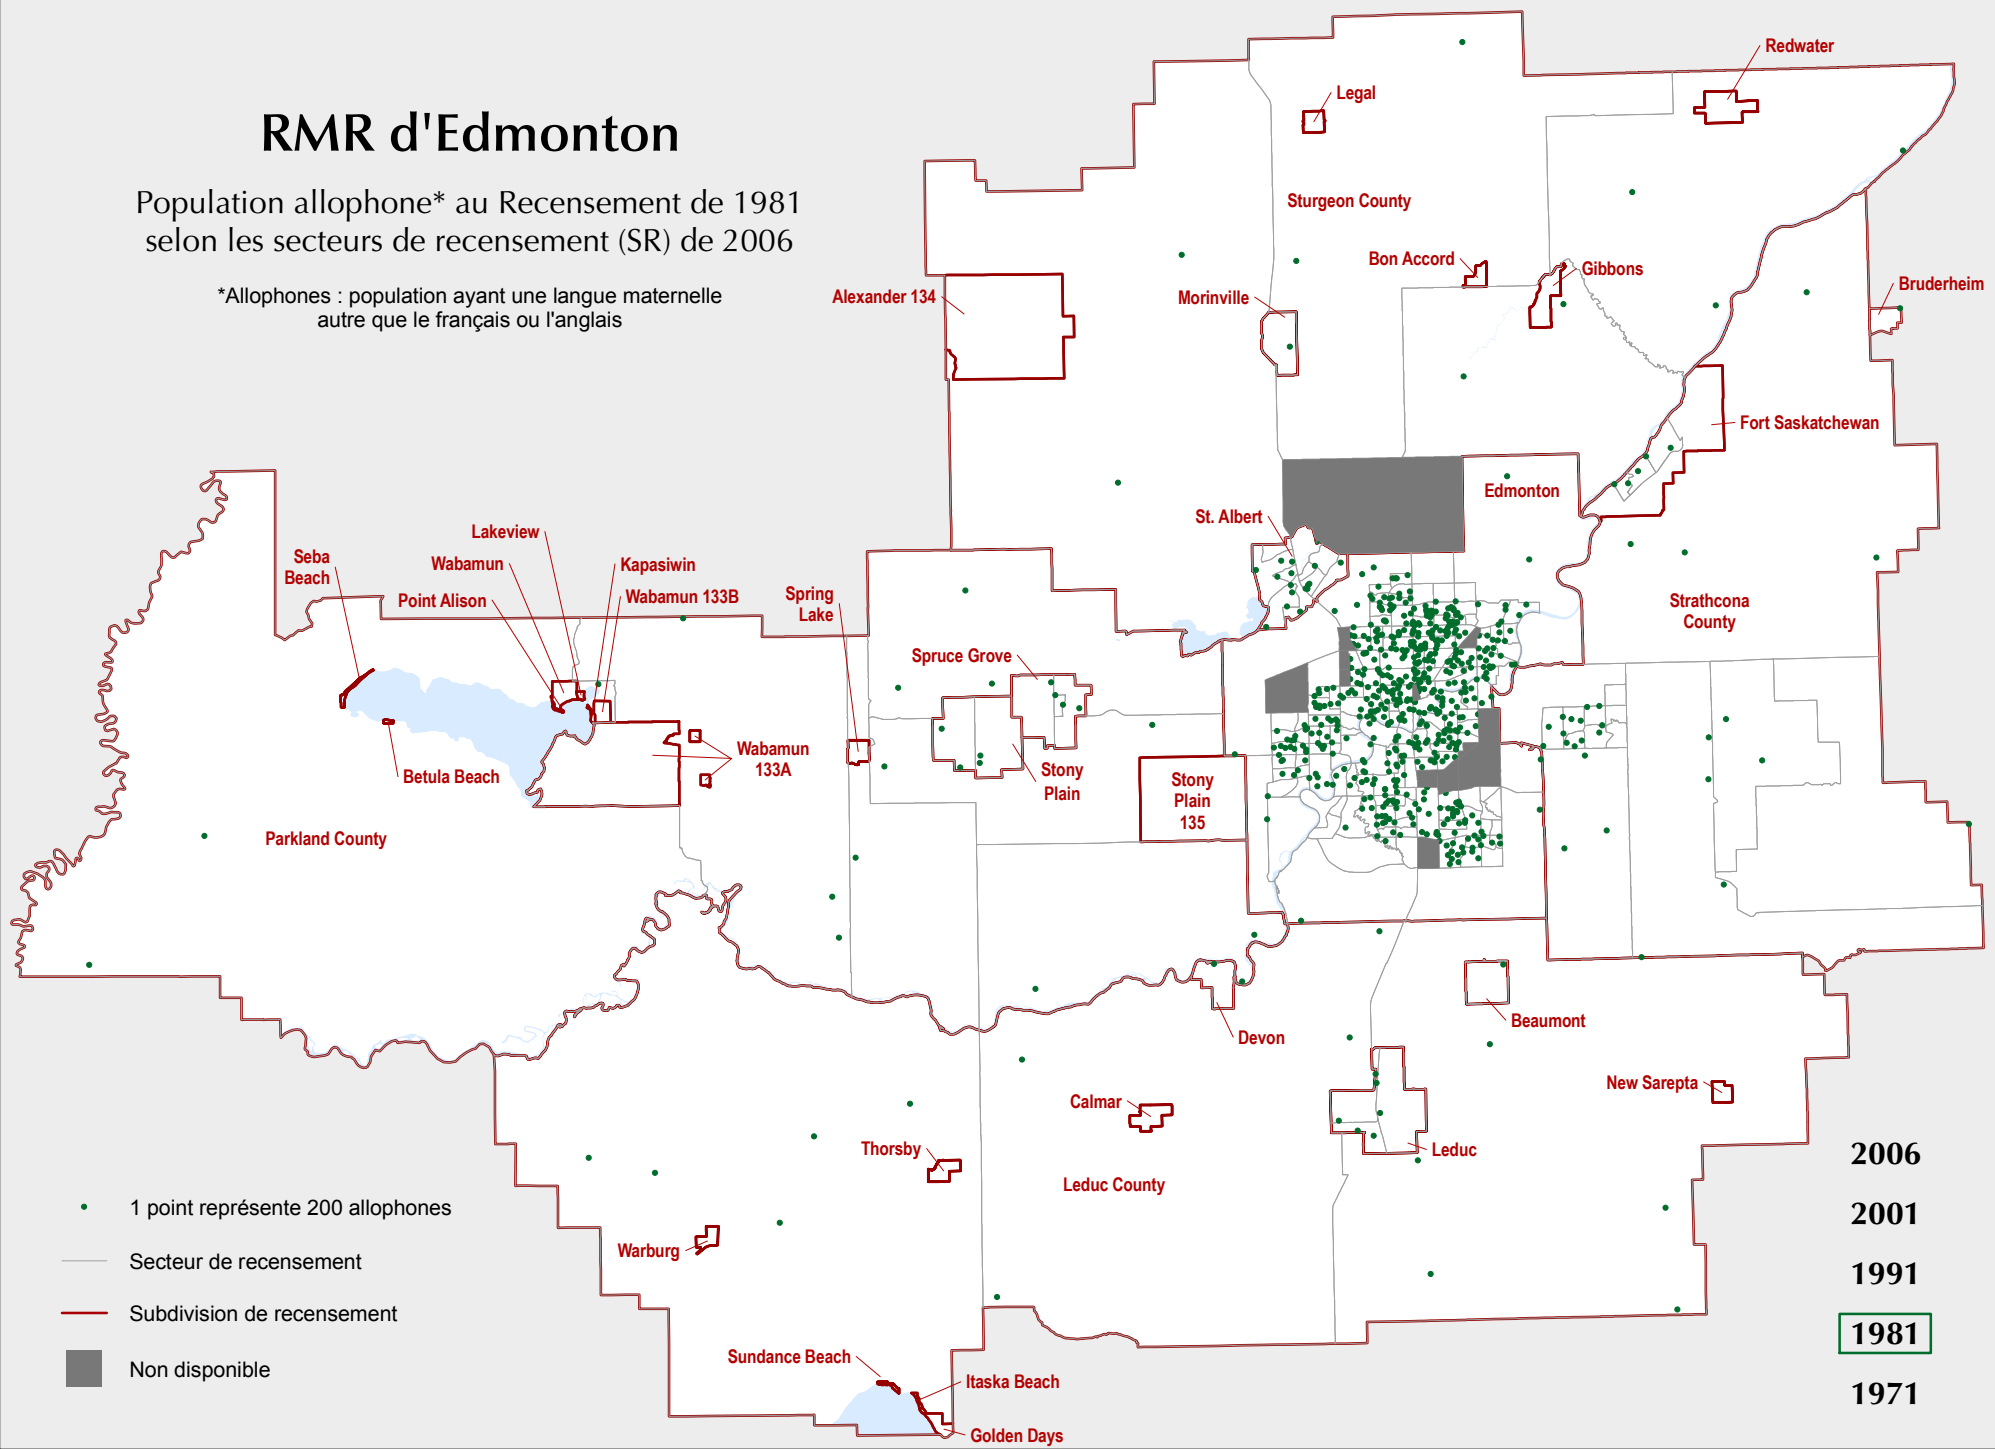 RMR d'Edmonton
Population allophone* au Recensement de 1981
selon les secteurs de recensement (SR) de 2006
*Allophones : population ayant une langue maternelle
autre que le français ou l'anglais
Redwater
Legal
Sturgeon County
Bon Accord
Gibbons
Bruderheim
Alexander 134
Morinville
Fort Saskatchewan
Edmonton
St. Albert
Lakeview
Seba
Beach
Wabamun
Kapasiwin
Point Alison
Wabamun 133B
Spring
Lake
Strathcona
County
Spruce Grove
Wabamun
133A
Betula Beach
Stony
Plain
Stony
Plain
135
Parkland County
Beaumont
Devon
New Sarepta
Calmar
Thorsby
Leduc
Leduc County
Warburg
Sundance Beach
Itaska Beach
Golden Days
1 point représente 200 allophones
Secteur de recensement
Subdivision de recensement
Non disponible
2006
2001
1991
1981
1971